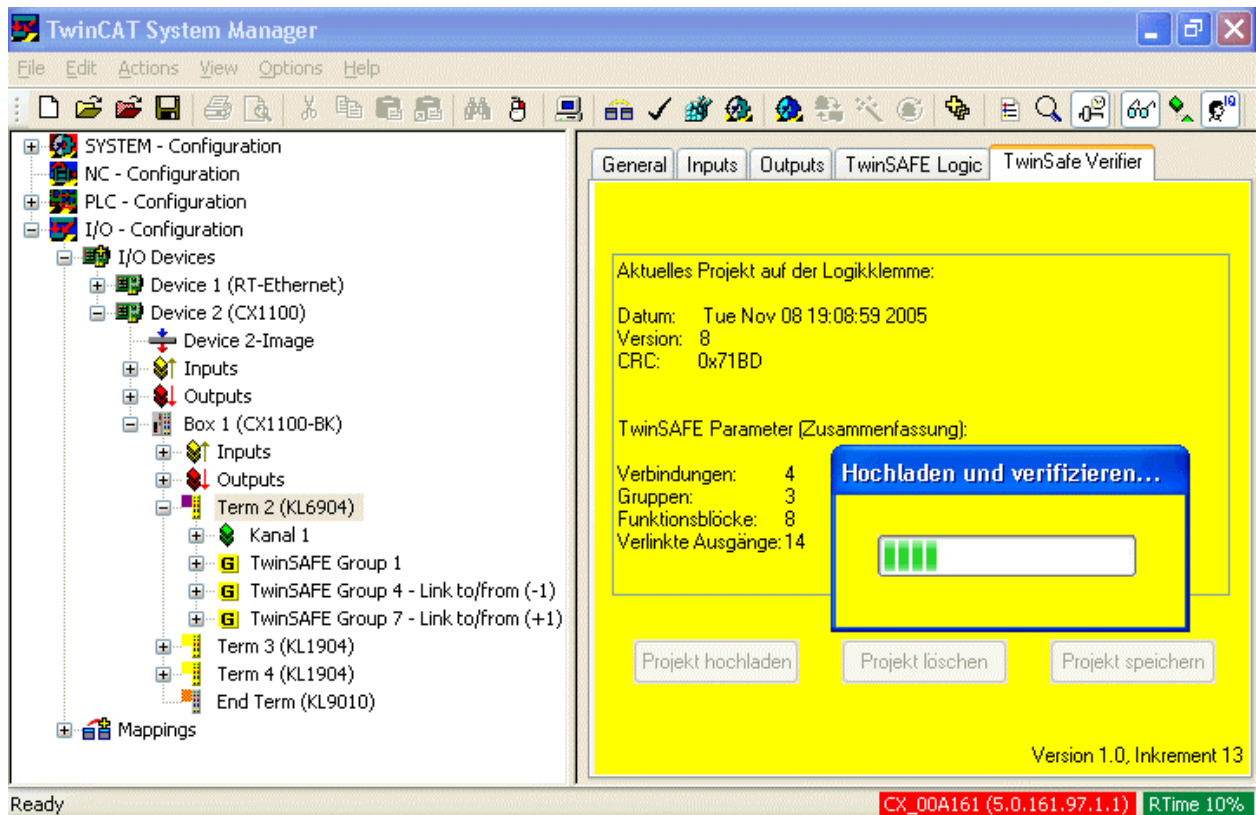 TwinCAT System Manager
File Edit Actions View Options Help
SYSTEM - Configuration
NC - Configuration
PLC - Configuration
I/O - Configuration
I/O Devices
Device 1 (RT-Ethernet)
Device 2 (CX1100)
Device 2-Image
Inputs
Outputs
Box 1 (CX1100-BK)
Inputs
Outputs
Term 2 (KL6904)
Kanal 1
G TwinSAFE Group 1
G TwinSAFE Group 4 - Link to/from (-1)
G TwinSAFE Group 7 - Link to/from (+1)
Term 3 (KL1904)
Term 4 (KL1904)
End Term (KL9010)
Mappings
General Inputs Outputs TwinSAFE Logic TwinSafe Verifier
Aktuelles Projekt auf der Logikklemme:
Datum: Tue Nov 08 19:08:59 2005
Version: 8
CRC: 0x71BD
TwinSAFE Parameter (Zusammenfassung):
Verbindungen: 4
Gruppen: 3
Funktionsblöcke: 8
Verlinkte Ausgänge: 14
Hochladen und verifizieren...
Projekt hochladen Projekt löschen Projekt speichern
Version 1.0, Inkrement 13
Ready CX_00A161 (5.0.161.97.1.1) RTime 10%